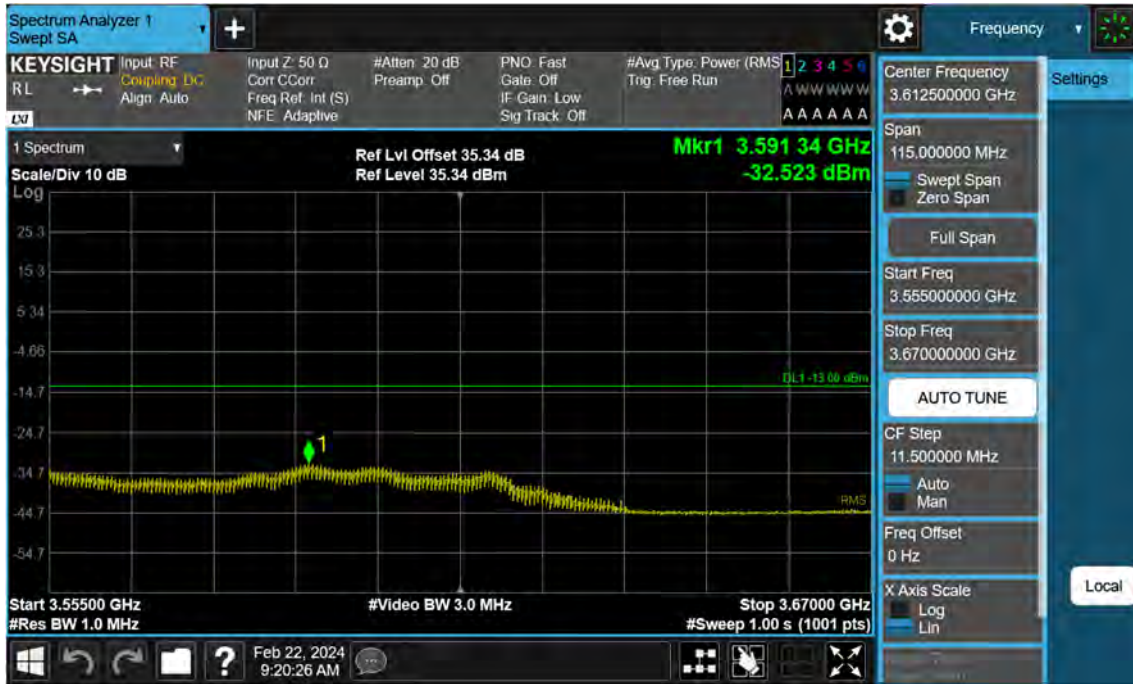 Spectrum Analyzer 1
Swept SA
+
Frequency
KEYSIGHT
RL
LXI
Input: RF
Coupling: DC
Align: Auto
Input Z: 50 Ω
Corr CCorr
Freq Ref: Int (S)
NFE: Adaptive
#Atten: 20 dB
Preamp: Off
PNO: Fast
Gate: Off
IF Gain: Low
Sig Track: Off
#Avg Type: Power (RMS
Trig: Free Run
1 2 3 4 5 6
A W W W W W
A A A A A A
1 Spectrum
Scale/Div 10 dB
Ref Lvl Offset 35.34 dB
Ref Level 35.34 dBm
Mkr1 3.591 34 GHz
-32.523 dBm
Log
25.3
15.3
5.34
-4.66
DL1 -13.00 dBm
-14.7
-24.7
1
-34.7
RMS
-44.7
-54.7
Start 3.55500 GHz
#Res BW 1.0 MHz
#Video BW 3.0 MHz
Stop 3.67000 GHz
#Sweep 1.00 s (1001 pts)
Center Frequency
3.612500000 GHz
Settings
Span
115.000000 MHz
Swept Span
Zero Span
Full Span
Start Freq
3.555000000 GHz
Stop Freq
3.670000000 GHz
AUTO TUNE
CF Step
11.500000 MHz
Auto
Man
Freq Offset
0 Hz
X Axis Scale
Log
Lin
Local
?
Feb 22, 2024
9:20:26 AM